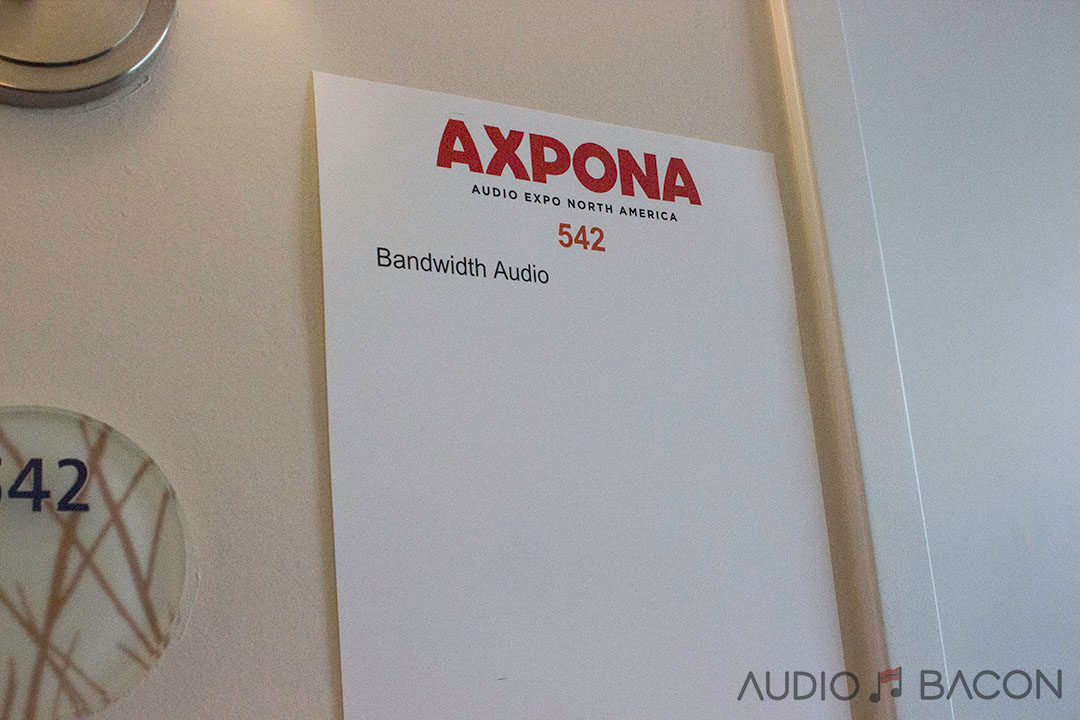 AXPONA
AUDIO EXPO NORTH AMERICA
542
Bandwidth Audio
542
AUDIO BACON